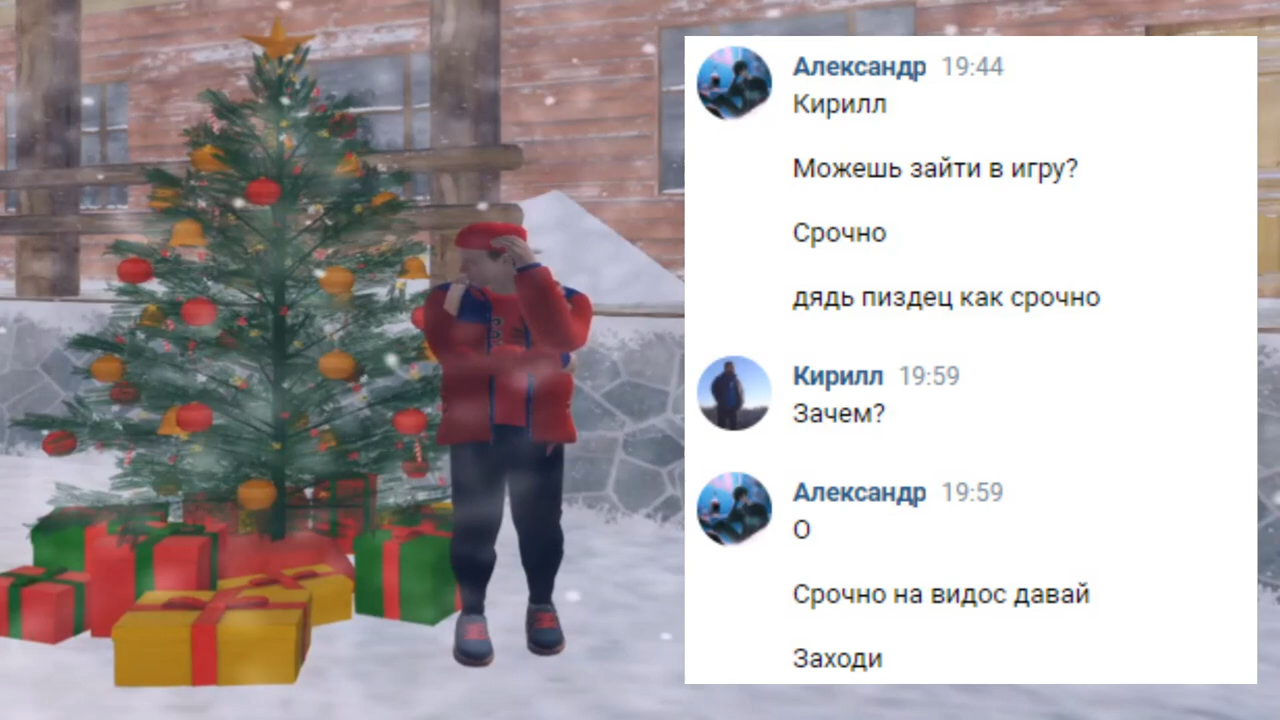 Александр 19:44
Кирилл
Можешь зайти в игру?
Срочно
дядь пиздец как срочно
Кирилл 19:59
Зачем?
Александр 19:59
О
Срочно на видос давай
Заходи